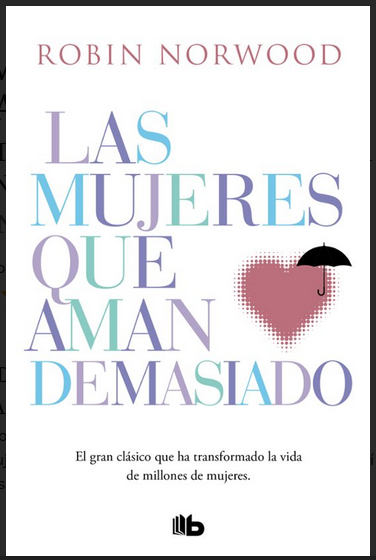 ROBIN NORWOOD
LAS
MUJERES
QUE
AMAN
DEMASIADO
El gran clásico que ha transformado la vida
de millones de mujeres.
b